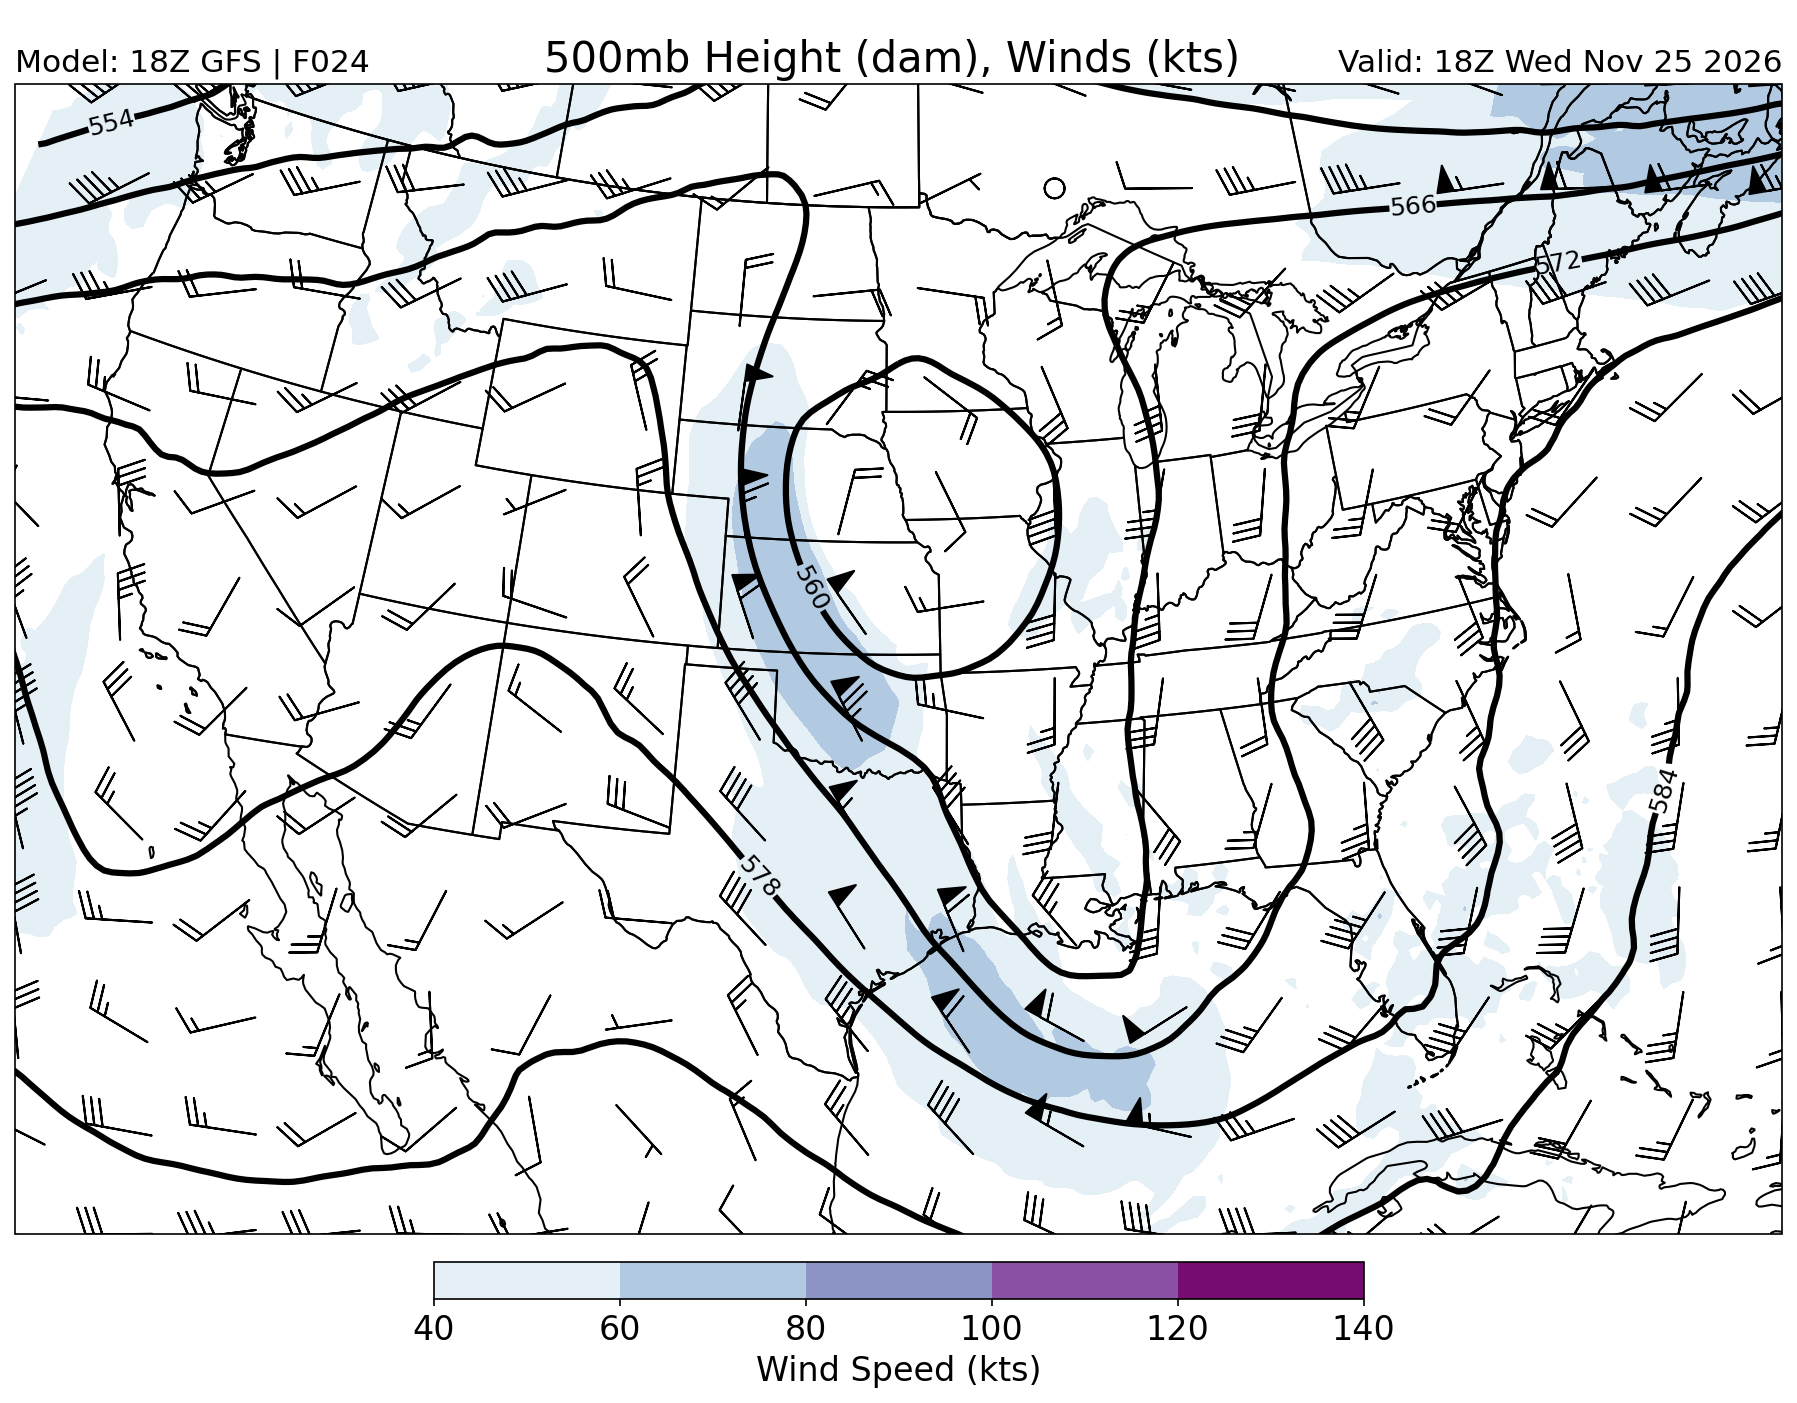 Model: 18Z GFS | F024
500mb Height (dam), Winds (kts)
Valid: 18Z Wed Nov 25 2026
554
566
572
560
584
578
40 60 80 100 120 140
Wind Speed (kts)